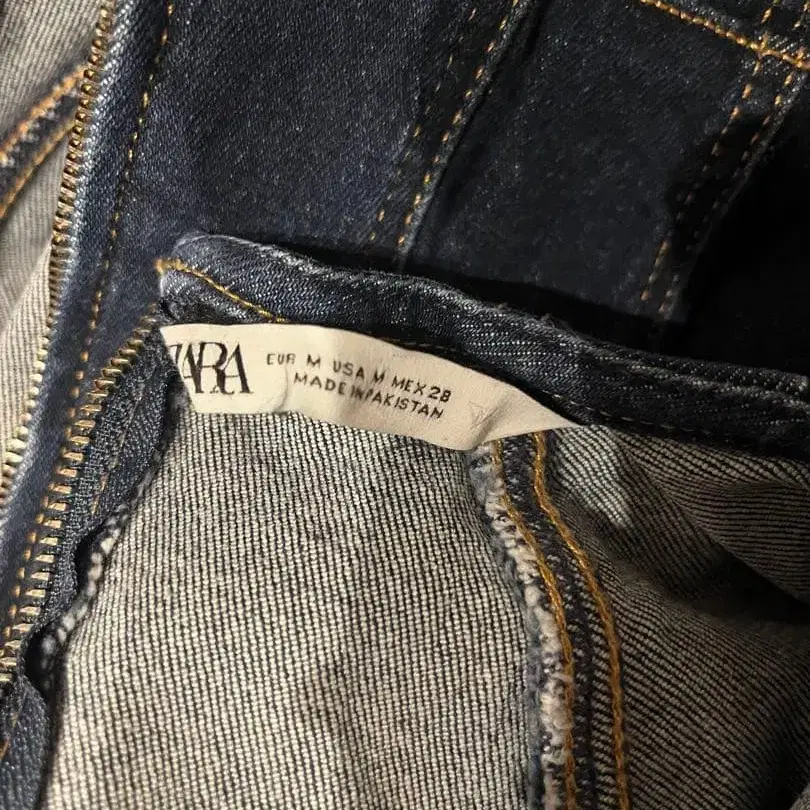 ZARA
EUR M USA M MEX 28
MADE IN PAKISTAN